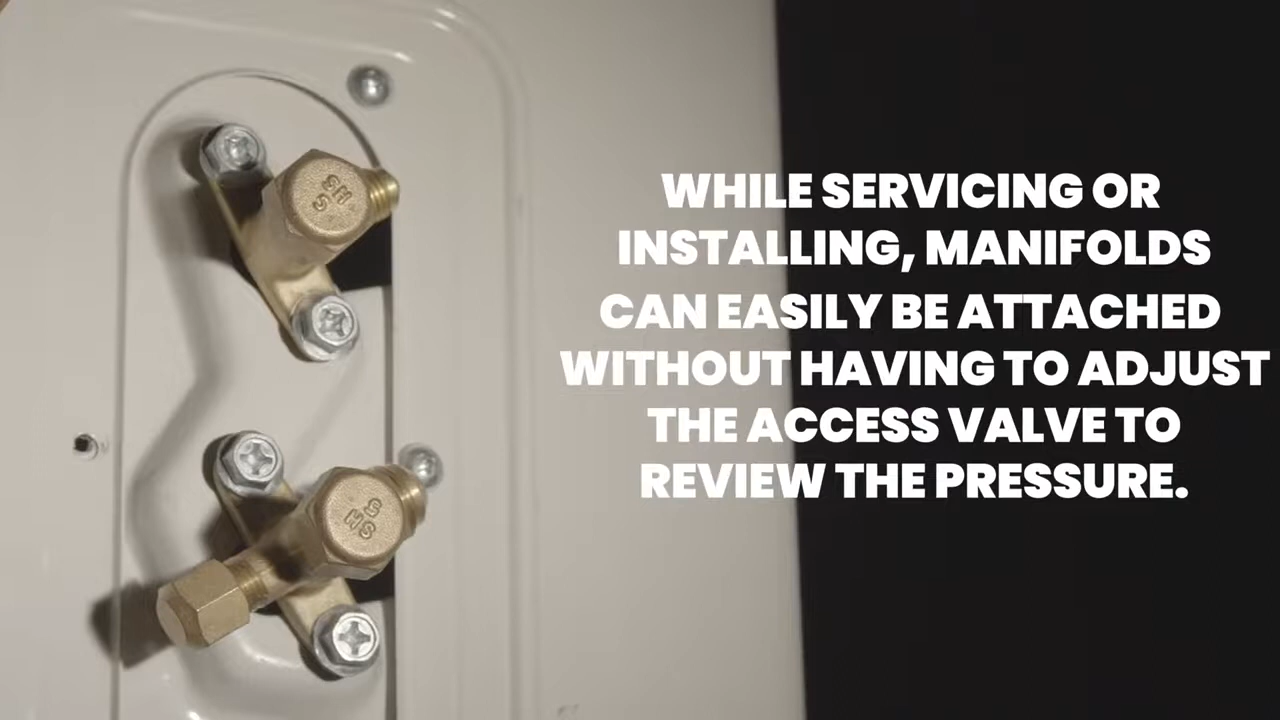 WHILE SERVICING OR
INSTALLING, MANIFOLDS
CAN EASILY BE ATTACHED
WITHOUT HAVING TO ADJUST
THE ACCESS VALVE TO
REVIEW THE PRESSURE.